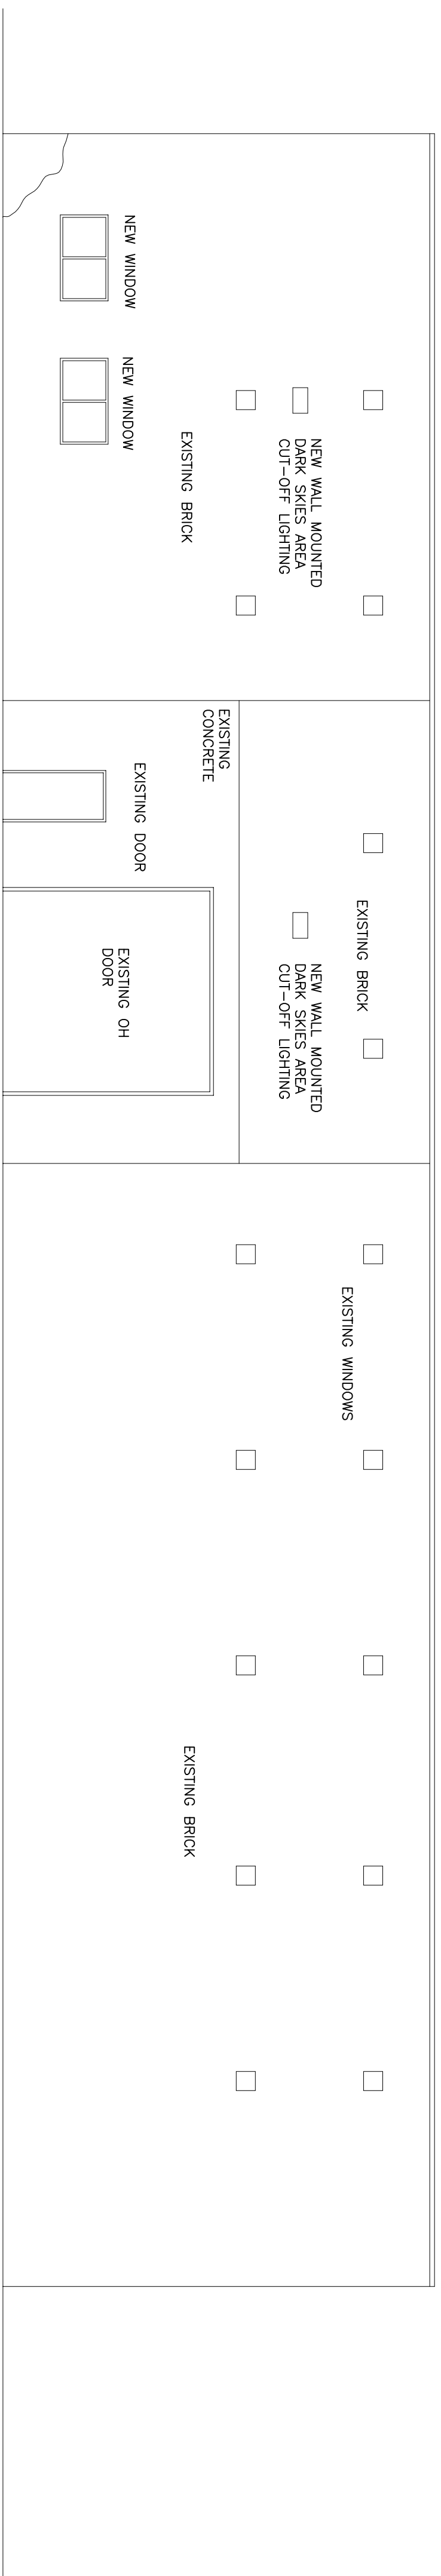 NEW WINDOW
NEW WINDOW
EXISTING BRICK
NEW WALL MOUNTED
DARK SKIES AREA
CUT-OFF LIGHTING
EXISTING
CONCRETE
EXISTING DOOR
EXISTING OH
DOOR
EXISTING BRICK
NEW WALL MOUNTED
DARK SKIES AREA
CUT-OFF LIGHTING
EXISTING WINDOWS
EXISTING BRICK